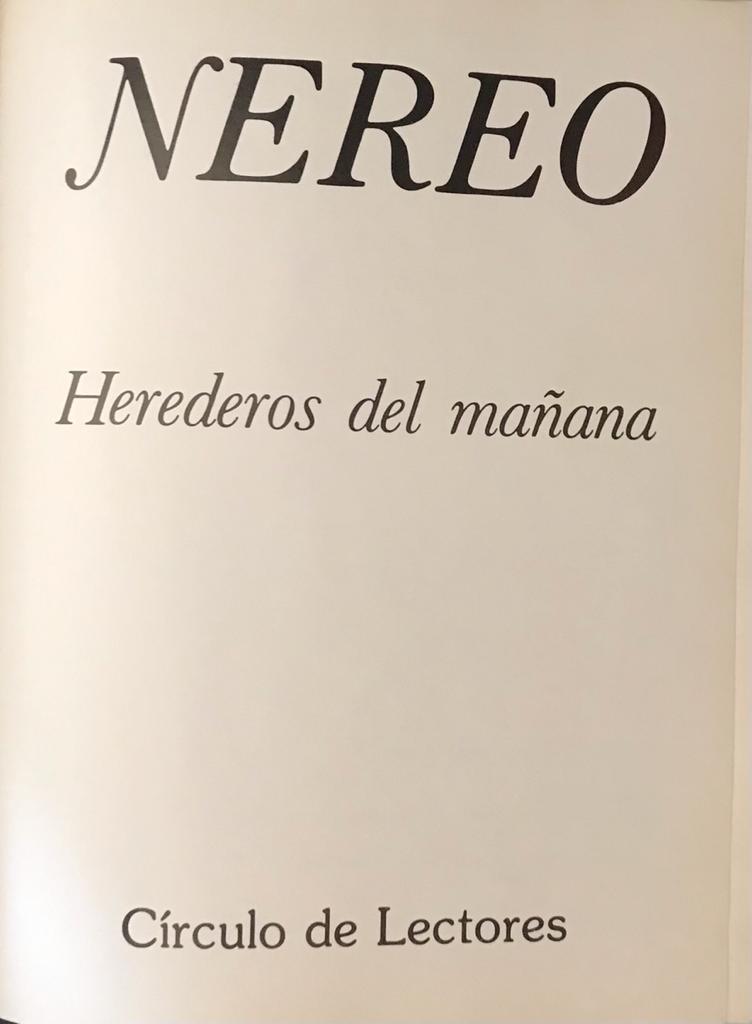 NEREO
Herederos del mañana
Círculo de Lectores